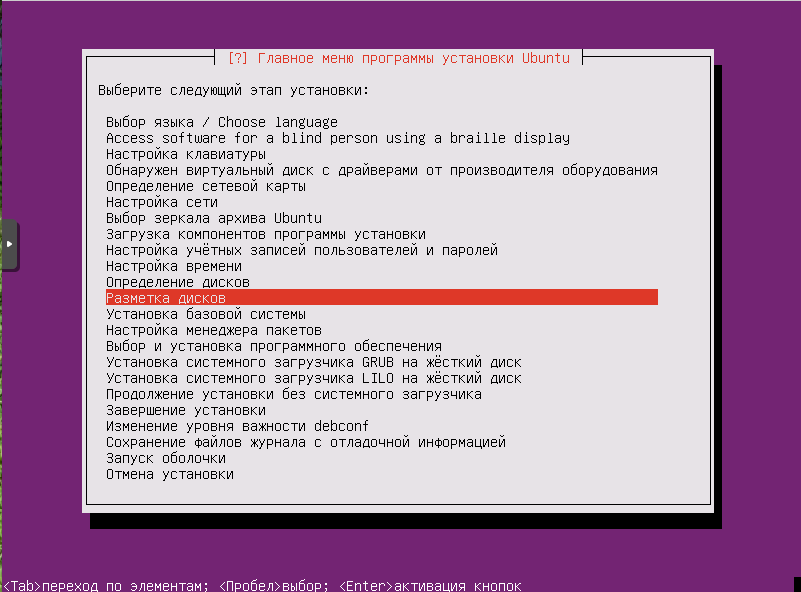 [?] Главное меню программы установки Ubuntu
Выберите следующий этап установки:
Выбор языка / Choose language
Access software for a blind person using a braille display
Настройка клавиатуры
Обнаружен виртуальный диск с драйверами от производителя оборудования
Определение сетевой карты
Настройка сети
Выбор зеркала архива Ubuntu
Загрузка компонентов программы установки
Настройка учётных записей пользователей и паролей
Настройка времени
Определение дисков
Разметка дисков
Установка базовой системы
Настройка менеджера пакетов
Выбор и установка программного обеспечения
Установка системного загрузчика GRUB на жёсткий диск
Установка системного загрузчика LILO на жёсткий диск
Продолжение установки без системного загрузчика
Завершение установки
Изменение уровня важности debconf
Сохранение файлов журнала с отладочной информацией
Запуск оболочки
Отмена установки
<Tab>переход по элементам; <Пробел>выбор; <Enter>активация кнопок